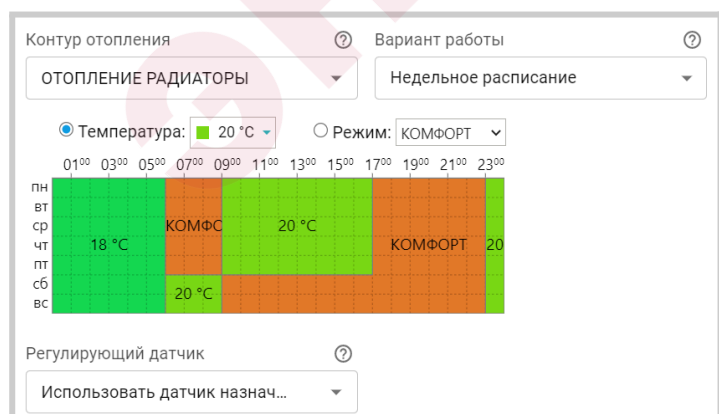 Контур отопления Вариант работы
ОТОПЛЕНИЕ РАДИАТОРЫ Недельное расписание
Температура: 20 °C Режим: КОМФОРТ
01⁰⁰ 03⁰⁰ 05⁰⁰ 07⁰⁰ 09⁰⁰ 11⁰⁰ 13⁰⁰ 15⁰⁰ 17⁰⁰ 19⁰⁰ 21⁰⁰ 23⁰⁰
пн
вт
ср КОМФС 20 °C
чт 18 °C КОМФОРТ 20
пт
сб 20 °C
вс
Регулирующий датчик
Использовать датчик назнач...